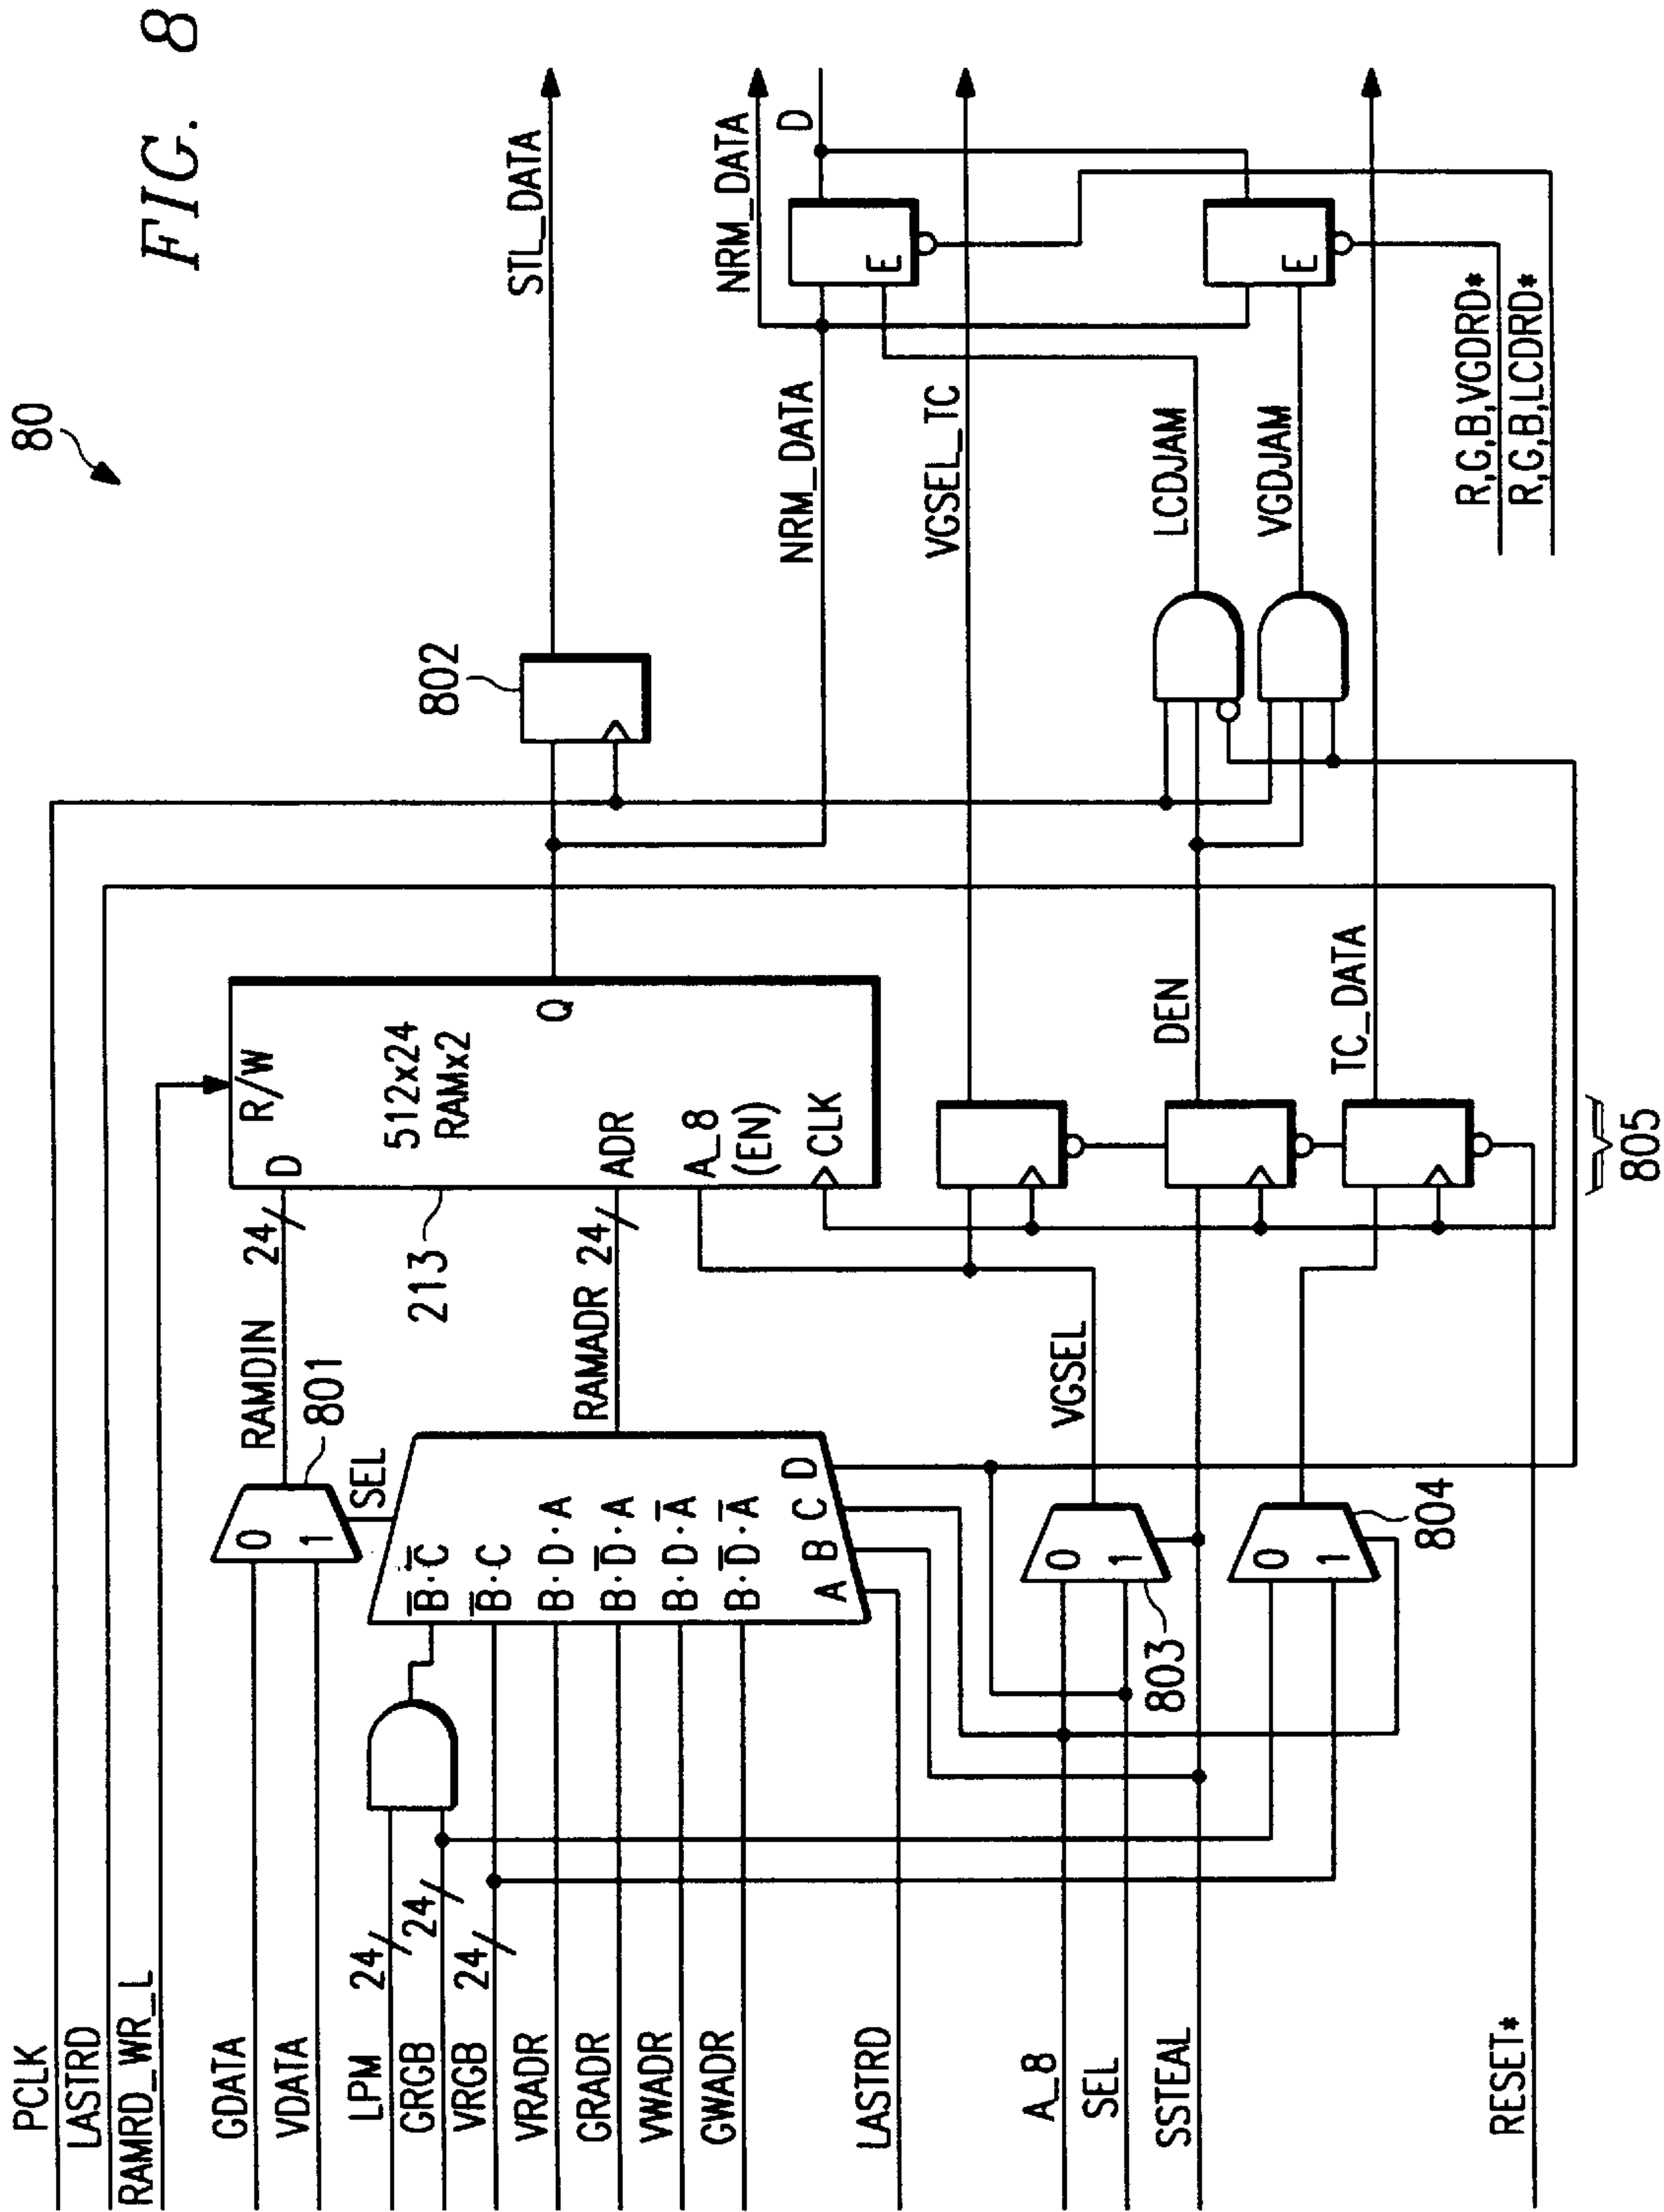 FIG. 8
80
PCLK
LASTRD
RAMRD_WR_L
GDATA
VDATA
0
1
801
SEL
RAMDIN
24
213
D
R/W
512x24
RAMx2
Q
ADR
A_8
(EN)
CLK
802
STL_DATA
LPM
24
GRGB
24
VRGB
24
VRADR
GRADR
VWADR
GWADR
LASTRD
B̅·C̅
B̅·C
B·D·A
B·D̅·A
B·D·A̅
B·D̅·A̅
A
B
C
D
RAMADR
24
NRM_DATA
NRM_DATA
D
E
VGSEL_TC
A_8
SEL
SSTEAL
0
1
803
VGSEL
DEN
LCDJAM
VGDJAM
E
0
1
804
TC_DATA
R,G,B,VGDRD*
R,G,B,LCDRD*
RESET*
805